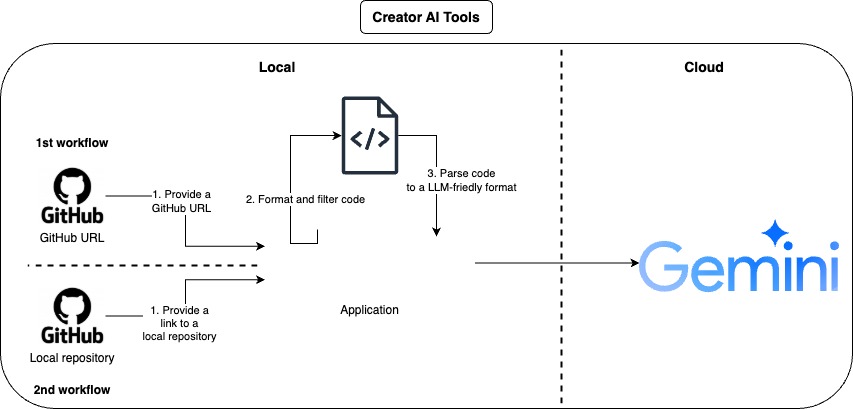 Creator AI Tools
Local
Cloud
1st workflow
GitHub
GitHub URL
1. Provide a
GitHub URL
2. Format and filter code
</>
3. Parse code
to a LLM-friedly format
Gemini
GitHub
Local repository
1. Provide a
link to a
local repository
Application
2nd workflow